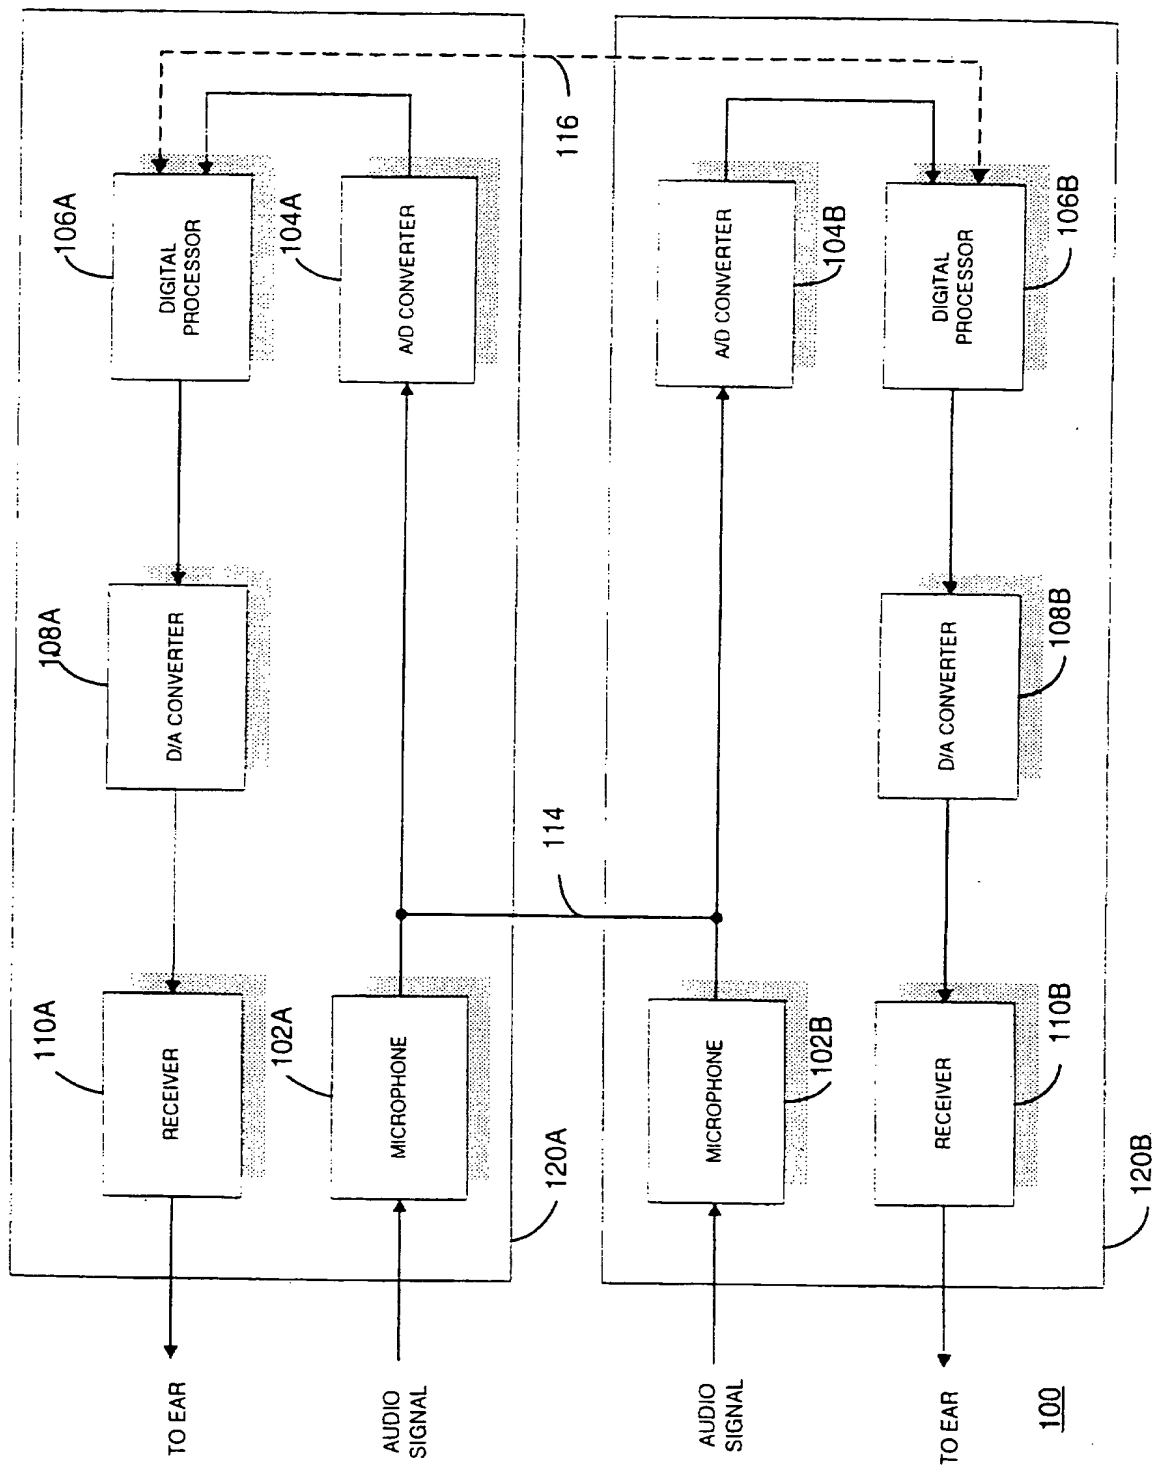 110A
108A
106A
TO EAR
RECEIVER
D/A CONVERTER
DIGITAL
PROCESSOR
102A
104A
AUDIO
SIGNAL
MICROPHONE
A/D CONVERTER
120A
114
116
AUDIO
SIGNAL
MICROPHONE
A/D CONVERTER
102B
104B
TO EAR
RECEIVER
D/A CONVERTER
DIGITAL
PROCESSOR
100
110B
108B
106B
120B